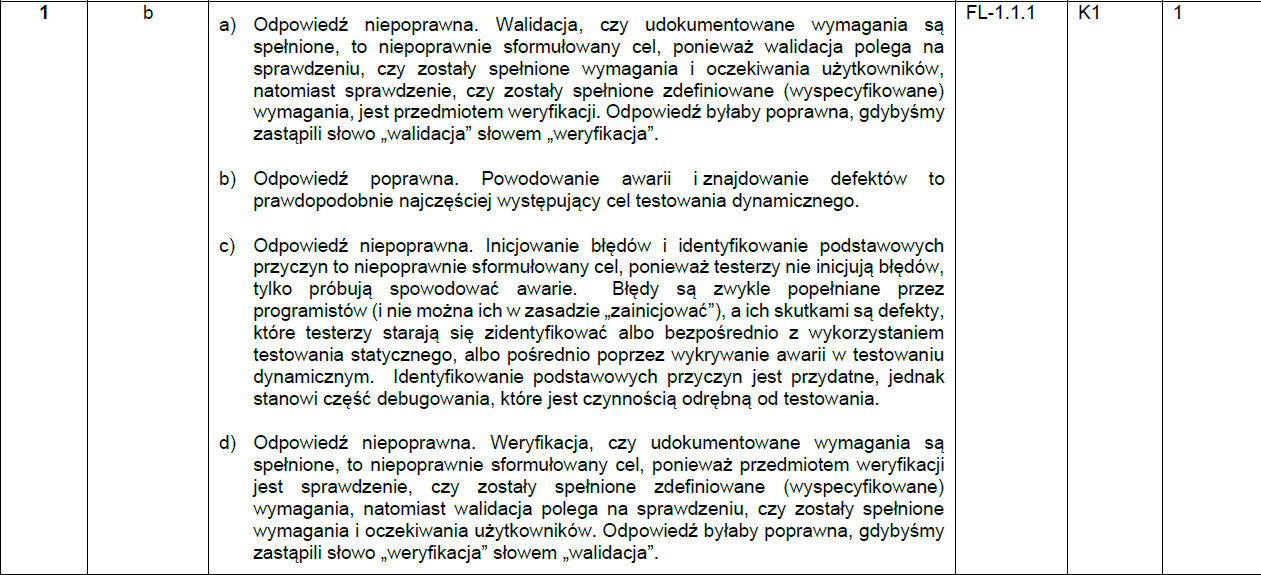 1 b a) Odpowiedź niepoprawna. Walidacja, czy udokumentowane wymagania są FL-1.1.1 K1 1
spełnione, to niepoprawnie sformułowany cel, ponieważ walidacja polega na
sprawdzeniu, czy zostały spełnione wymagania i oczekiwania użytkowników,
natomiast sprawdzenie, czy zostały spełnione zdefiniowane (wyspecyfikowane)
wymagania, jest przedmiotem weryfikacji. Odpowiedź byłaby poprawna, gdybyśmy
zastąpili słowo „walidacja” słowem „weryfikacja”.
b) Odpowiedź poprawna. Powodowanie awarii i znajdowanie defektów to
prawdopodobnie najczęściej występujący cel testowania dynamicznego.
c) Odpowiedź niepoprawna. Inicjowanie błędów i identyfikowanie podstawowych
przyczyn to niepoprawnie sformułowany cel, ponieważ testerzy nie inicjują błędów,
tylko próbują spowodować awarie. Błędy są zwykle popełniane przez
programistów (i nie można ich w zasadzie „zainicjować”), a ich skutkami są defekty,
które testerzy starają się zidentyfikować albo bezpośrednio z wykorzystaniem
testowania statycznego, albo pośrednio poprzez wykrywanie awarii w testowaniu
dynamicznym. Identyfikowanie podstawowych przyczyn jest przydatne, jednak
stanowi część debugowania, które jest czynnością odrębną od testowania.
d) Odpowiedź niepoprawna. Weryfikacja, czy udokumentowane wymagania są
spełnione, to niepoprawnie sformułowany cel, ponieważ przedmiotem weryfikacji
jest sprawdzenie, czy zostały spełnione zdefiniowane (wyspecyfikowane)
wymagania, natomiast walidacja polega na sprawdzeniu, czy zostały spełnione
wymagania i oczekiwania użytkowników. Odpowiedź byłaby poprawna, gdybyśmy
zastąpili słowo „weryfikacja” słowem „walidacja”.